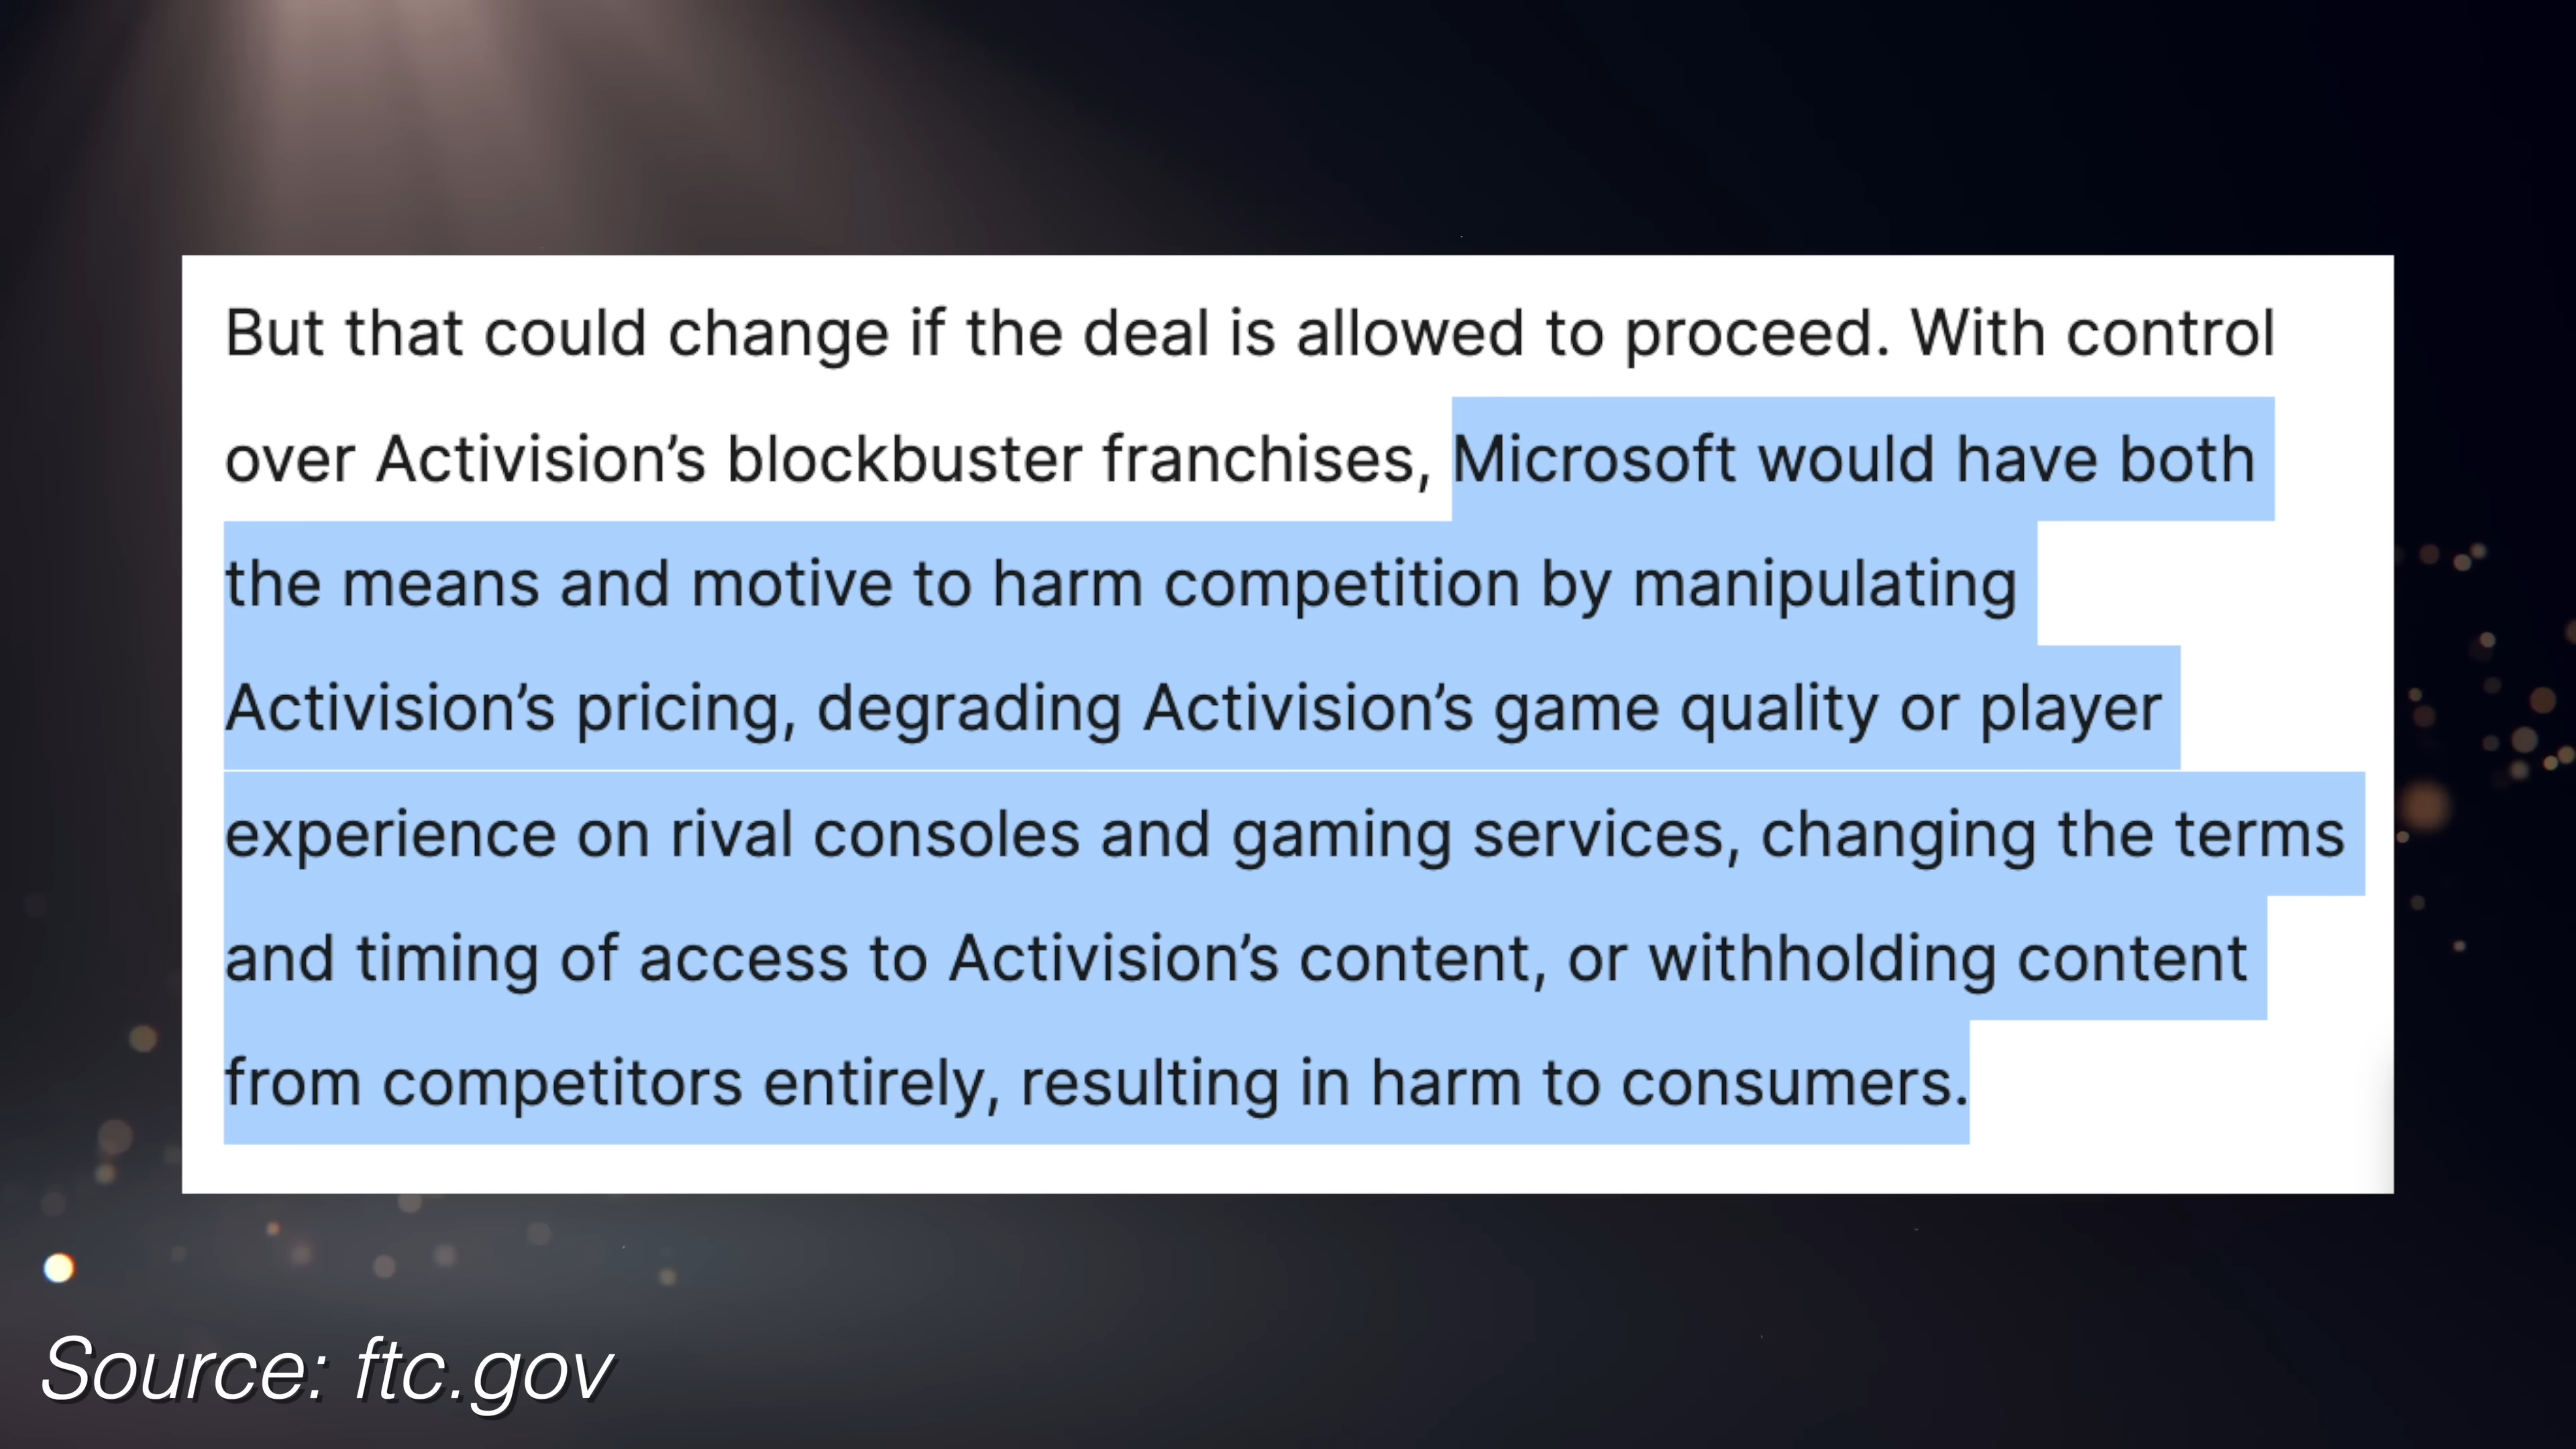 But that could change if the deal is allowed to proceed. With control
over Activision’s blockbuster franchises, Microsoft would have both
the means and motive to harm competition by manipulating
Activision’s pricing, degrading Activision’s game quality or player
experience on rival consoles and gaming services, changing the terms
and timing of access to Activision’s content, or withholding content
from competitors entirely, resulting in harm to consumers.
Source: ftc.gov